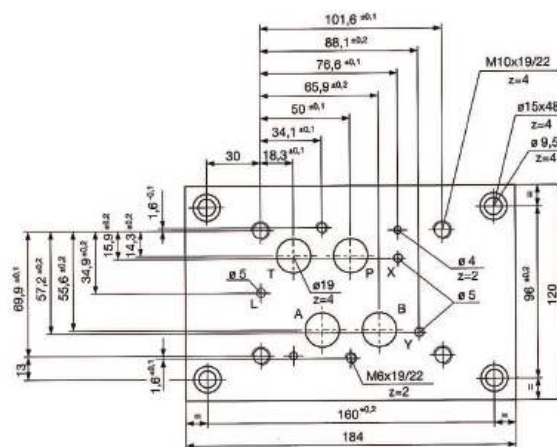 101,6 ±0,1
88,1 ±0,2
76,6 ±0,1
65,9 ±0,2
50 ±0,1
34,1 ±0,1
30
18,3 ±0,1
M10x19/22
z=4
ø15x48
z=4
ø 9,5
z=4
1,6 -0,1
15,9 ±0,2
14,3 ±0,2
34,9 ±0,2
55,6 ±0,2
57,2 ±0,2
69,9 ±0,1
13
1,6 ±0,1
T
P
X
ø 4
z=2
ø 5
L
ø19
z=4
ø 5
A
B
Y
M6x19/22
z=2
=
96 ±0,2
120
=
=
160 +0,2
=
184